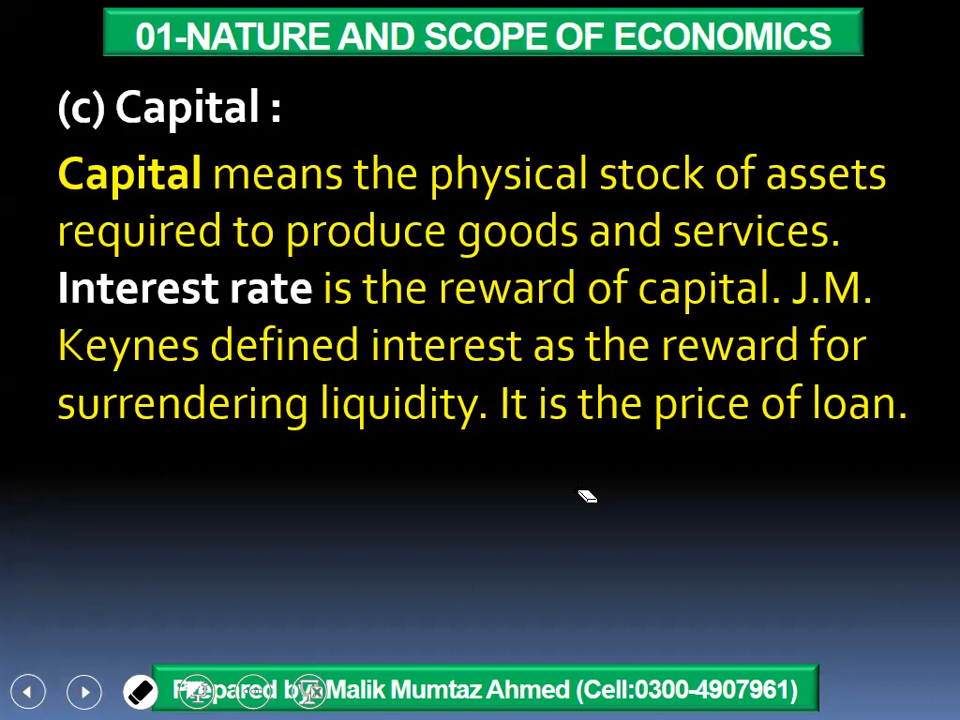 01-NATURE AND SCOPE OF ECONOMICS
(c) Capital :
Capital means the physical stock of assets
required to produce goods and services.
Interest rate is the reward of capital. J.M.
Keynes defined interest as the reward for
surrendering liquidity. It is the price of loan.
Prepared by Malik Mumtaz Ahmed (Cell:0300-4907961)